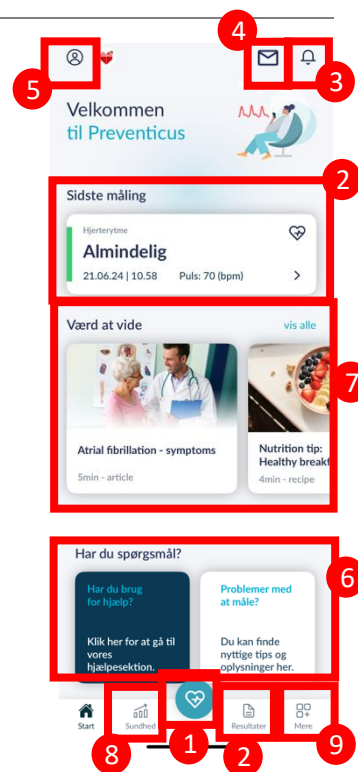 4
5
3
Velkommen
til Preventicus
2
Sidste måling
Hjerterytme
Almindelig
21.06.24 | 10.58 Puls: 70 (bpm)
Værd at vide vis alle
7
Atrial fibrillation - symptoms
5min - article
Nutrition tip:
Healthy breakf
4min - recipe
Har du spørgsmål?
6
Har du brug
for hjælp?
Klik her for at gå til
vores
hjælpesektion.
Problemer med
at måle?
Du kan finde
nyttige tips og
oplysninger her.
Start Sundhed Resultater Mere
8 1 2 9